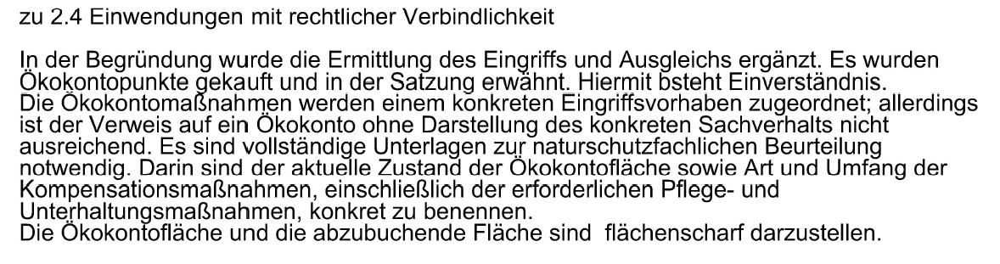 zu 2.4 Einwendungen mit rechtlicher Verbindlichkeit
In der Begründung wurde die Ermittlung des Eingriffs und Ausgleichs ergänzt. Es wurden
Ökokontopunkte gekauft und in der Satzung erwähnt. Hiermit bsteht Einverständnis.
Die Ökokontomaßnahmen werden einem konkreten Eingriffsvorhaben zugeordnet; allerdings
ist der Verweis auf ein Ökokonto ohne Darstellung des konkreten Sachverhalts nicht
ausreichend. Es sind vollständige Unterlagen zur naturschutzfachlichen Beurteilung
notwendig. Darin sind der aktuelle Zustand der Ökokontofläche sowie Art und Umfang der
Kompensationsmaßnahmen, einschließlich der erforderlichen Pflege- und
Unterhaltungsmaßnahmen, konkret zu benennen.
Die Ökokontofläche und die abzubuchende Fläche sind  flächenscharf darzustellen.